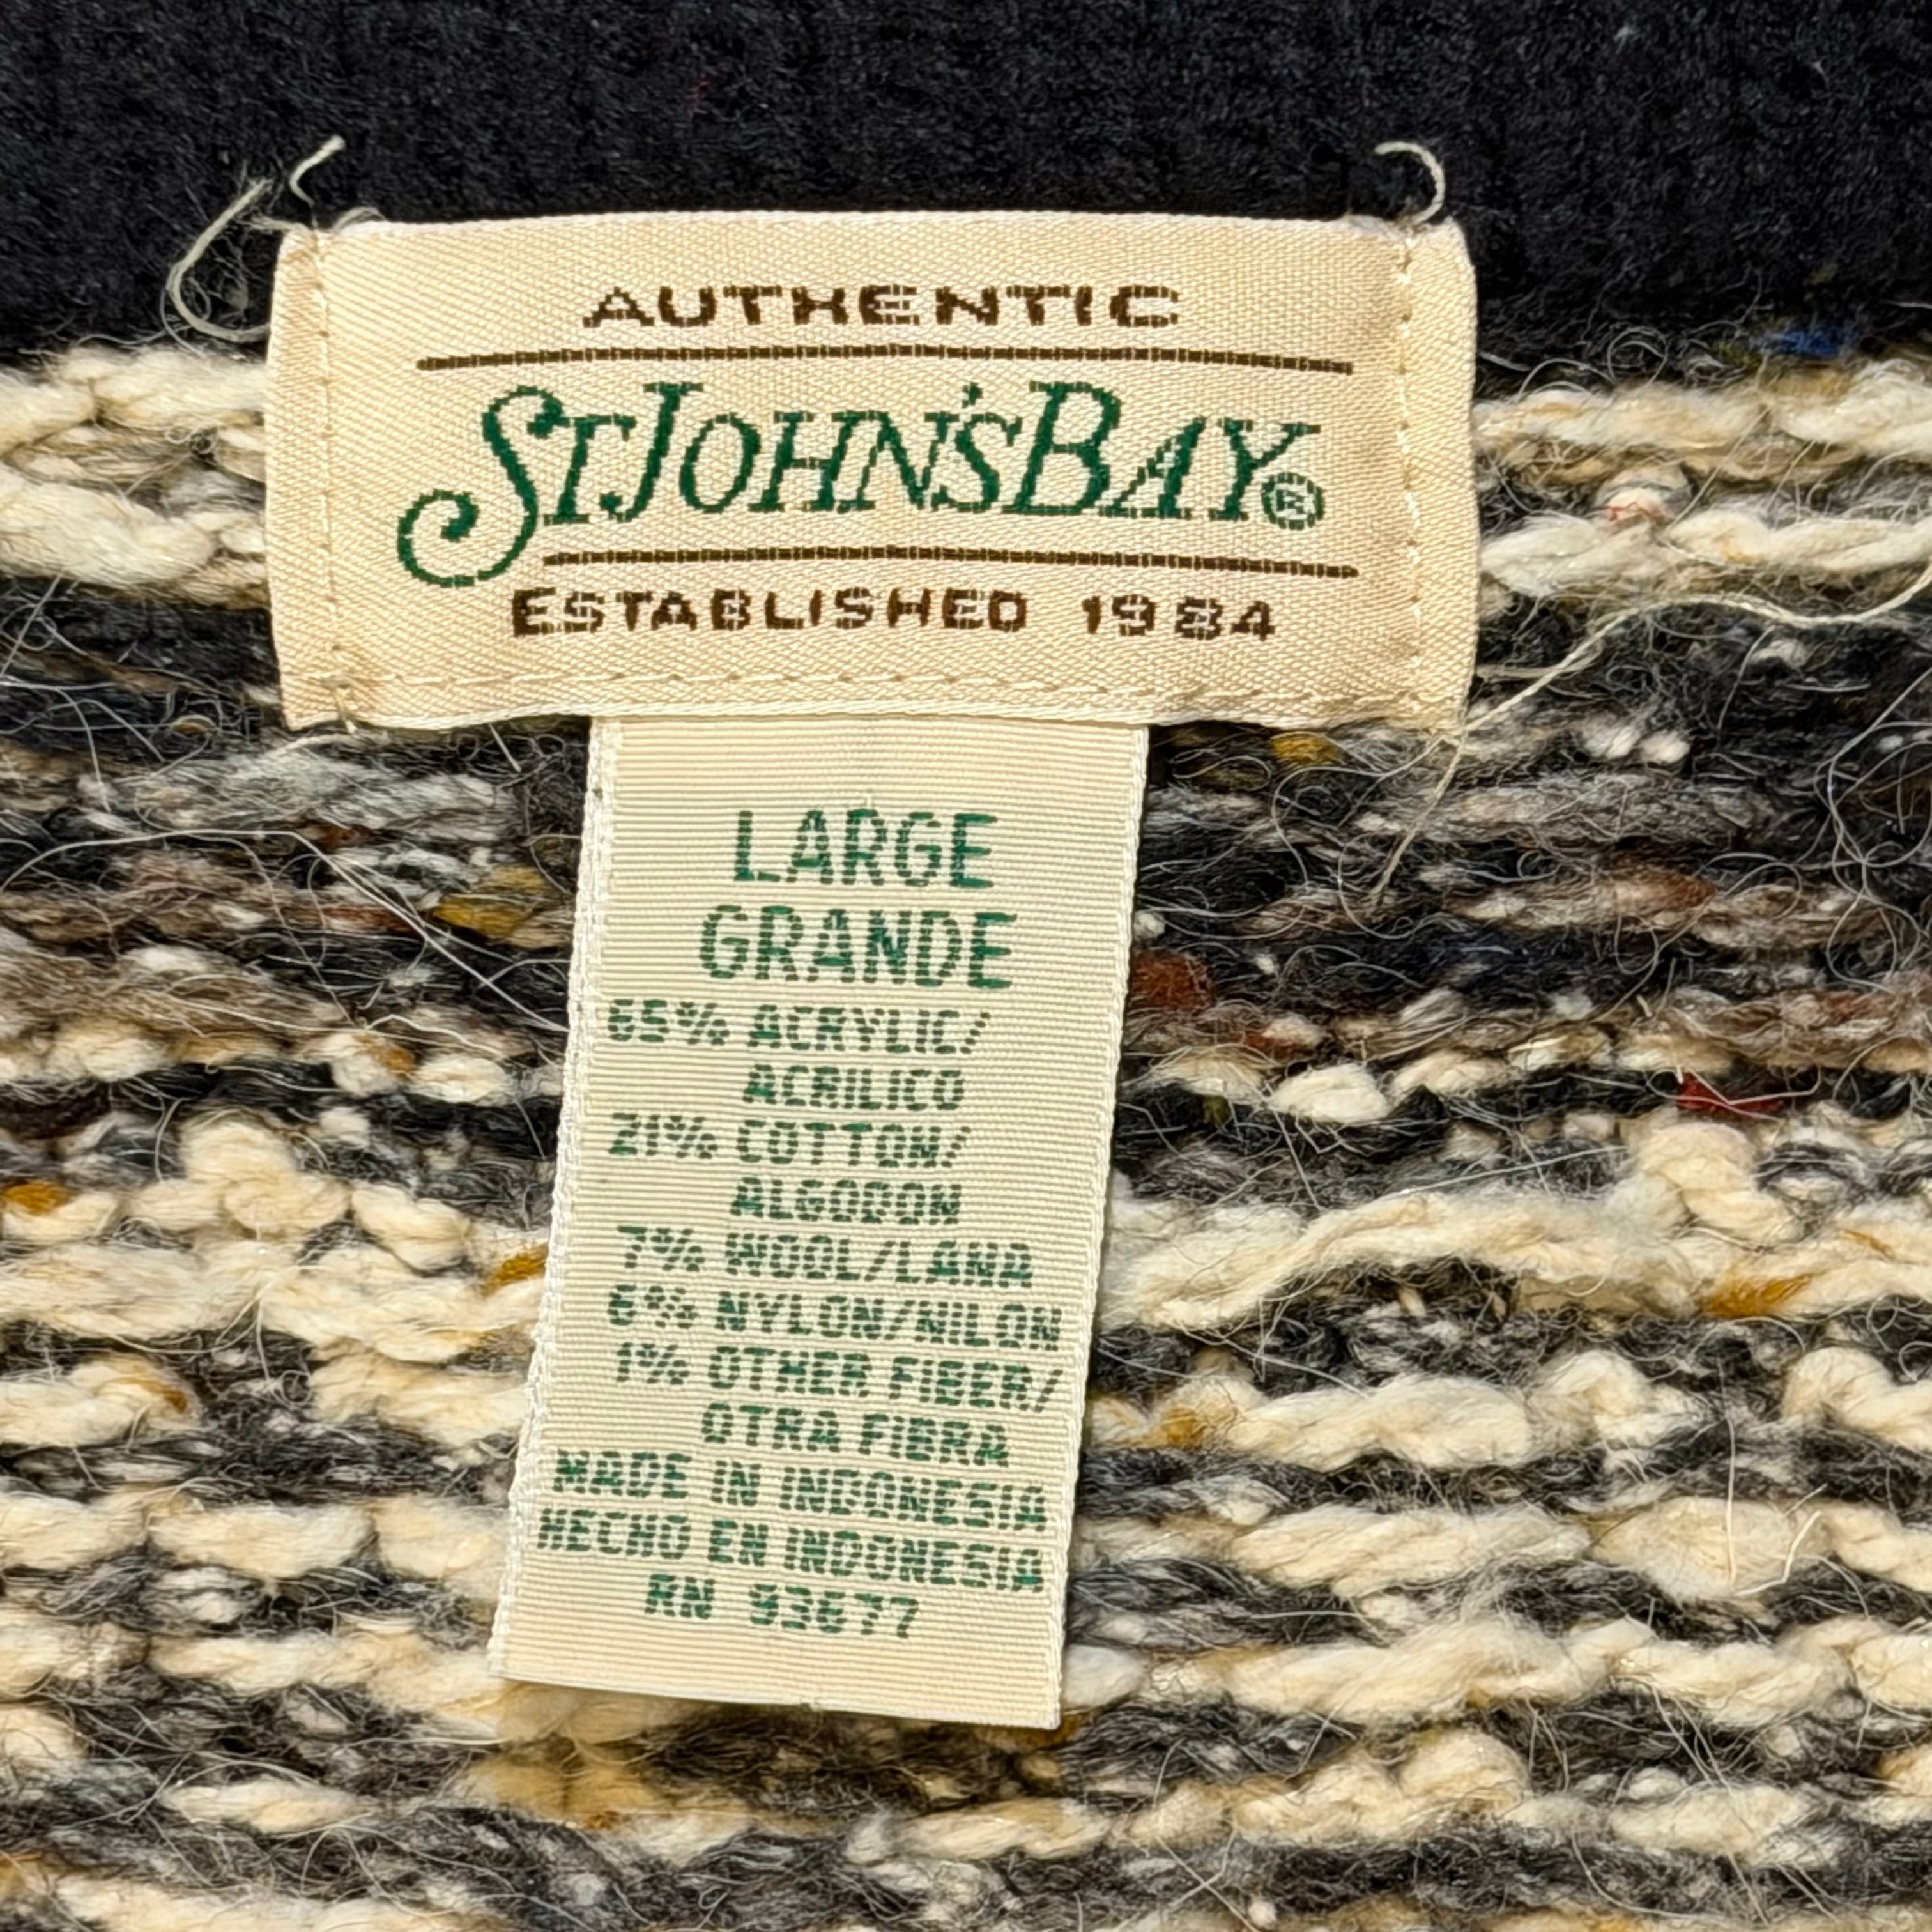 AUTHENTIC
ST JOHN'S BAY®
ESTABLISHED 1984
LARGE
GRANDE
65% ACRYLIC/
ACRILICO
21% COTTON/
ALGODON
7% WOOL/LANA
6% NYLON/NILON
1% OTHER FIBER/
OTRA FIBRA
MADE IN INDONESIA
HECHO EN INDONESIA
RN 93677